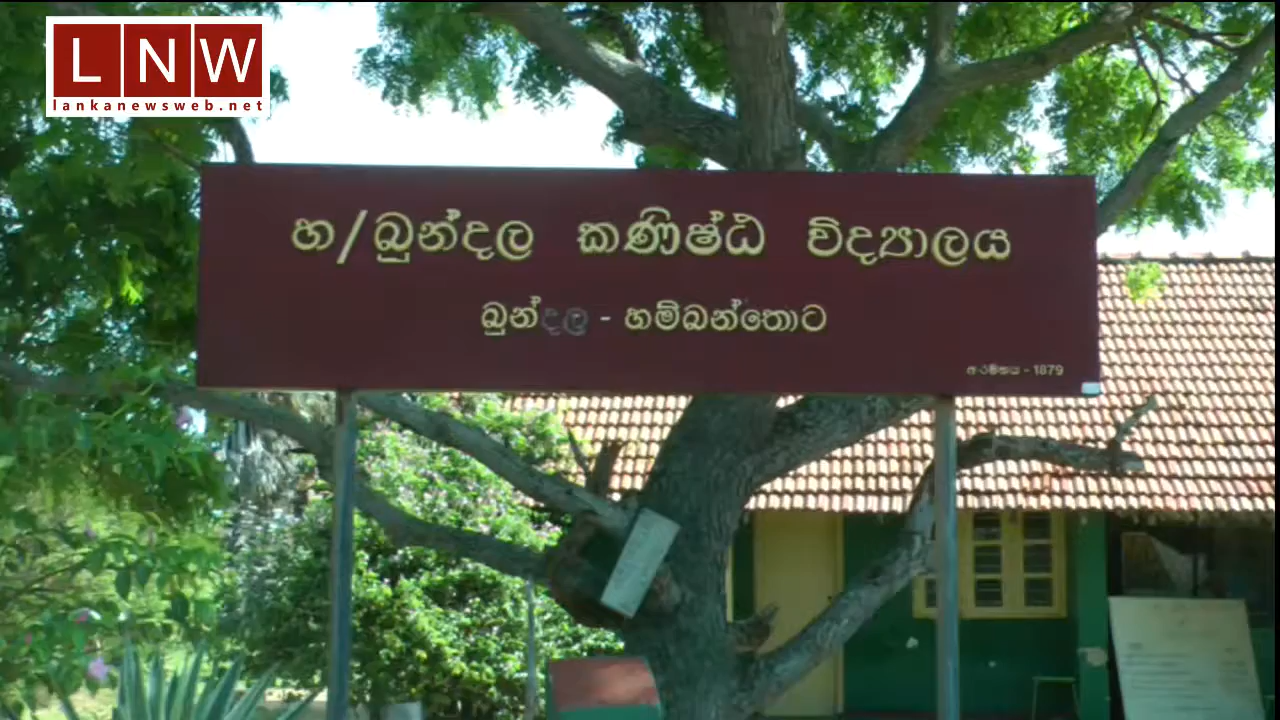 LNW
lankanewsweb.net
හ/බුන්දල කණිෂ්ඨ විද්‍යාලය
බුන්දල - හම්බන්තොට
ආරම්භය - 1879